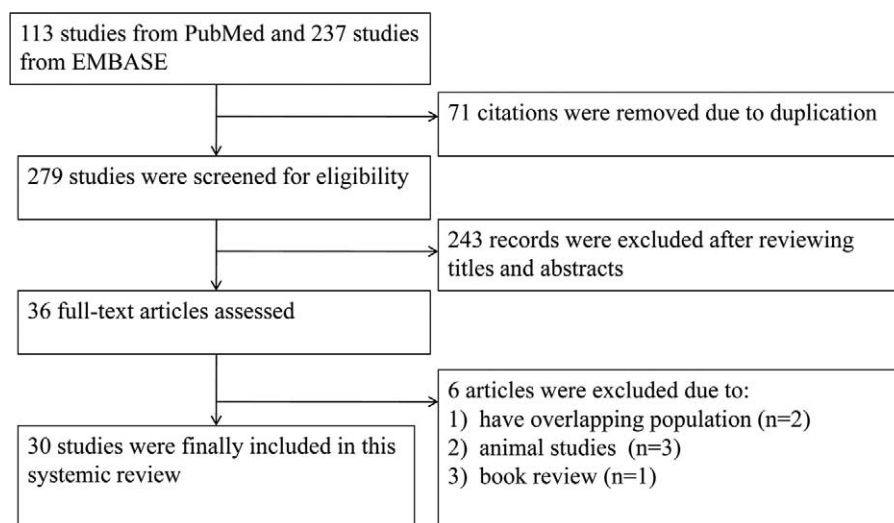 113 studies from PubMed and 237 studies
from EMBASE
71 citations were removed due to duplication
279 studies were screened for eligibility
243 records were excluded after reviewing
titles and abstracts
36 full-text articles assessed
6 articles were excluded due to:
1) have overlapping population (n=2)
2) animal studies (n=3)
3) book review (n=1)
30 studies were finally included in this
systemic review